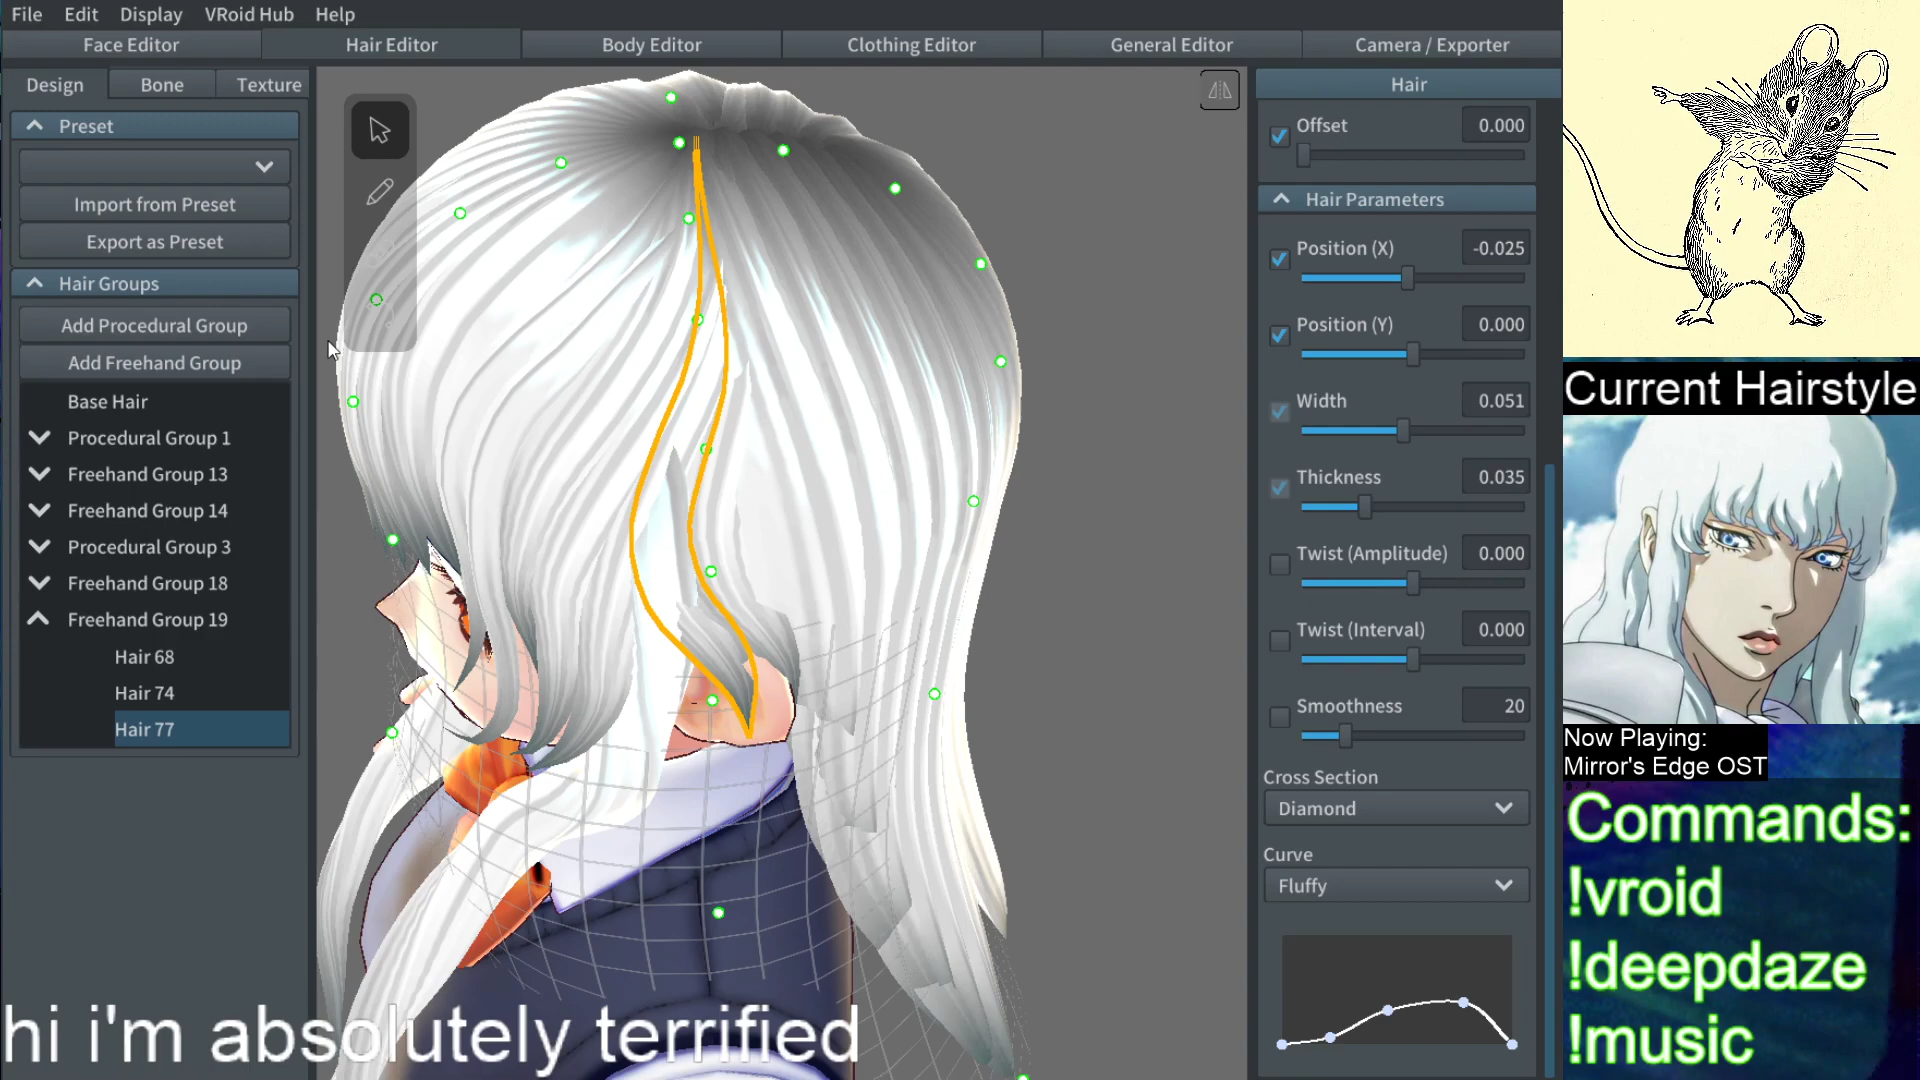 File Edit Display VRoid Hub Help
Face Editor Hair Editor Body Editor Clothing Editor General Editor Camera / Exporter
Design Bone Texture
Preset
Import from Preset
Export as Preset
Hair Groups
Add Procedural Group
Add Freehand Group
Base Hair
Procedural Group 1
Freehand Group 13
Freehand Group 14
Procedural Group 3
Freehand Group 18
Freehand Group 19
Hair 68
Hair 74
Hair 77
hi i'm absolutely terrified
Hair
Offset 0.000
Hair Parameters
Position (X) -0.025
Position (Y) 0.000
Width 0.051
Thickness 0.035
Twist (Amplitude) 0.000
Twist (Interval) 0.000
Smoothness 20
Cross Section
Diamond
Curve
Fluffy
Current Hairstyle
Now Playing:
Mirror's Edge OST
Commands:
!vroid
!deepdaze
!music